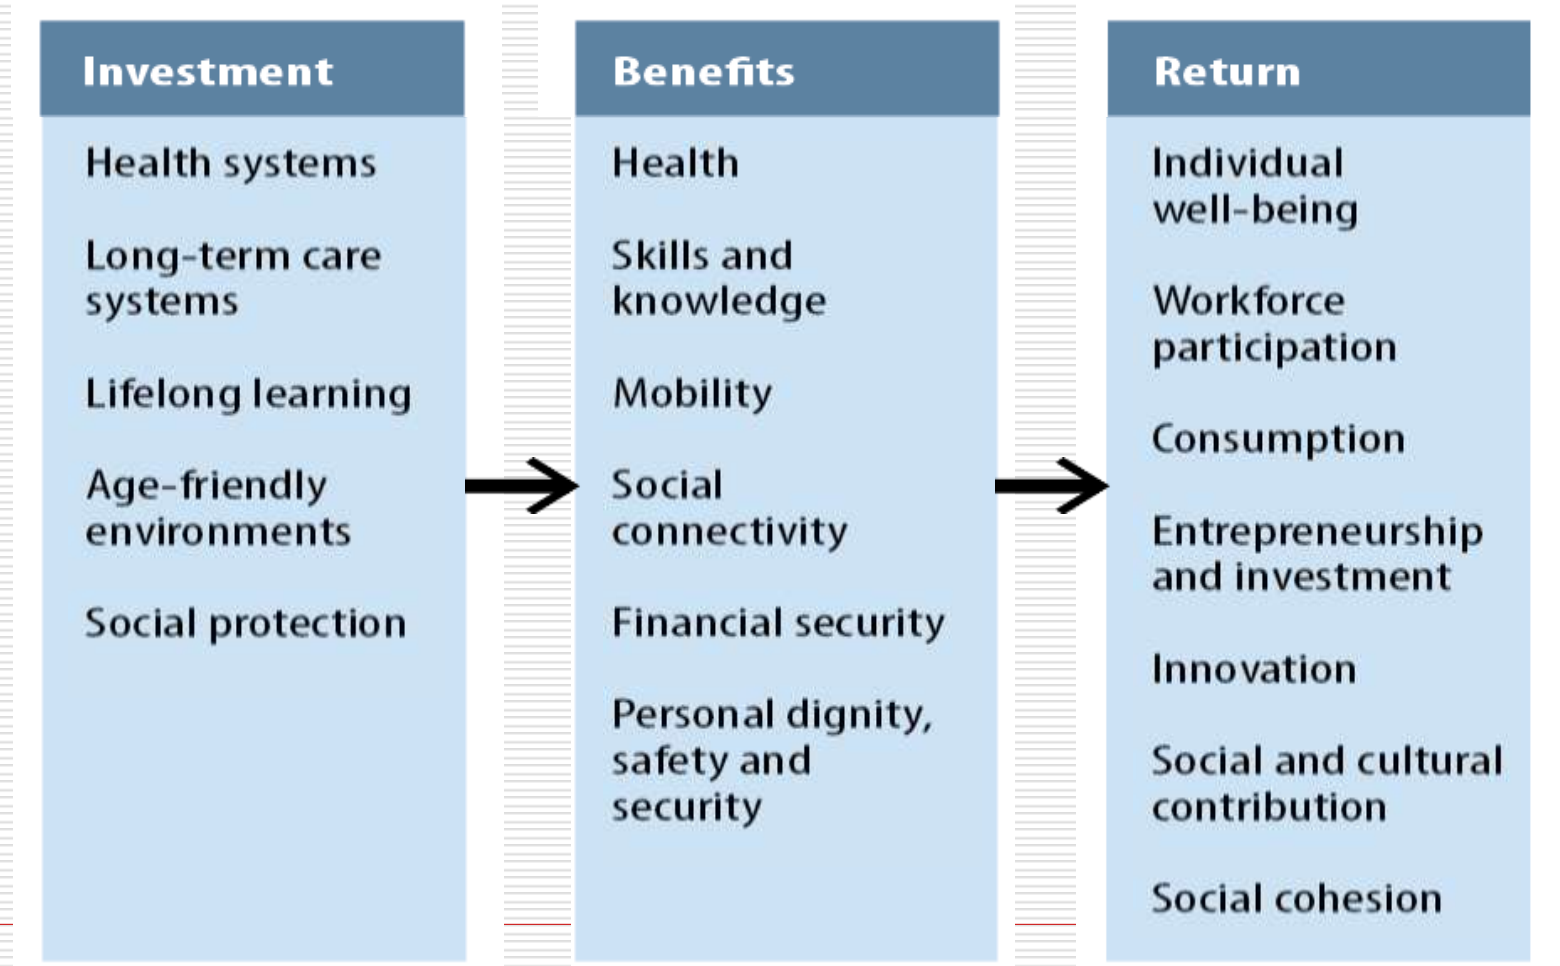 Investment
Health systems
Long-term care
systems
Lifelong learning
Age-friendly
environments
Social protection
Benefits
Health
Skills and
knowledge
Mobility
Social
connectivity
Financial security
Personal dignity,
safety and
security
Return
Individual
well-being
Workforce
participation
Consumption
Entrepreneurship
and investment
Innovation
Social and cultural
contribution
Social cohesion